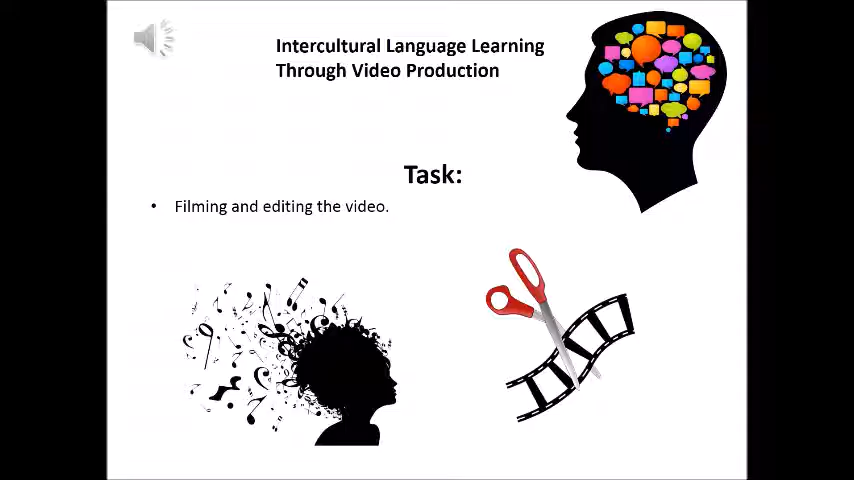 Intercultural Language Learning
Through Video Production
Task:
• Filming and editing the video.